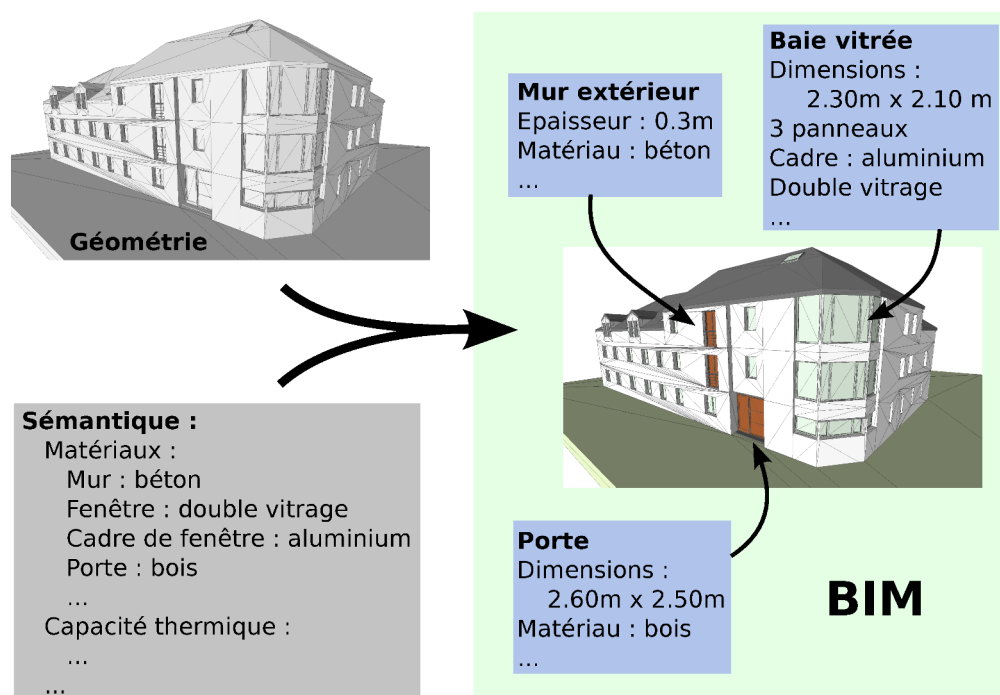 Géométrie
Sémantique :
Matériaux :
Mur : béton
Fenêtre : double vitrage
Cadre de fenêtre : aluminium
Porte : bois
...
Capacité thermique :
...
...
Mur extérieur
Epaisseur : 0.3m
Matériau : béton
...
Baie vitrée
Dimensions :
2.30m x 2.10 m
3 panneaux
Cadre : aluminium
Double vitrage
...
Porte
Dimensions :
2.60m x 2.50m
Matériau : bois
...
BIM